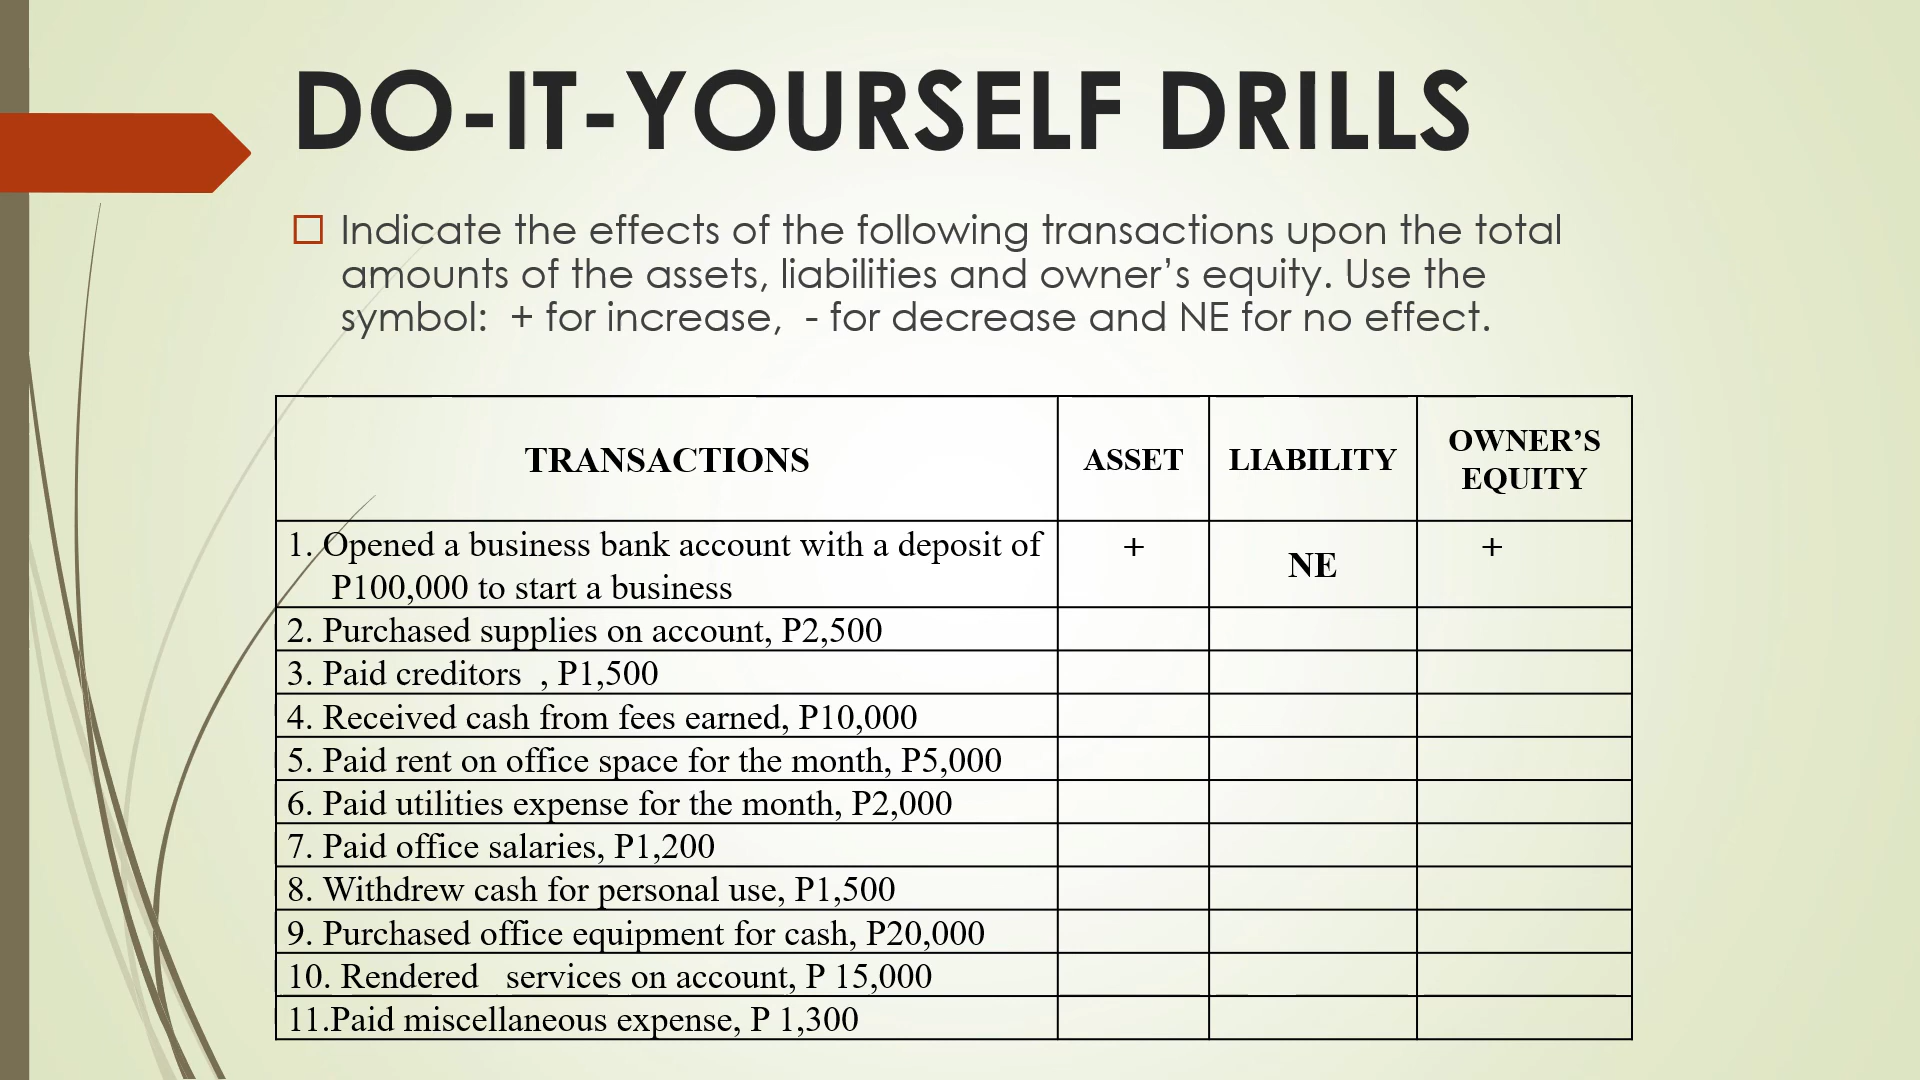 DO-IT-YOURSELF DRILLS
Indicate the effects of the following transactions upon the total
amounts of the assets, liabilities and owner’s equity. Use the
symbol:  + for increase,  - for decrease and NE for no effect.
TRANSACTIONS
ASSET
LIABILITY
OWNER’S
EQUITY
1. Opened a business bank account with a deposit of
P100,000 to start a business
+
NE
+
2. Purchased supplies on account, P2,500
3. Paid creditors  , P1,500
4. Received cash from fees earned, P10,000
5. Paid rent on office space for the month, P5,000
6. Paid utilities expense for the month, P2,000
7. Paid office salaries, P1,200
8. Withdrew cash for personal use, P1,500
9. Purchased office equipment for cash, P20,000
10. Rendered   services on account, P 15,000
11.Paid miscellaneous expense, P 1,300